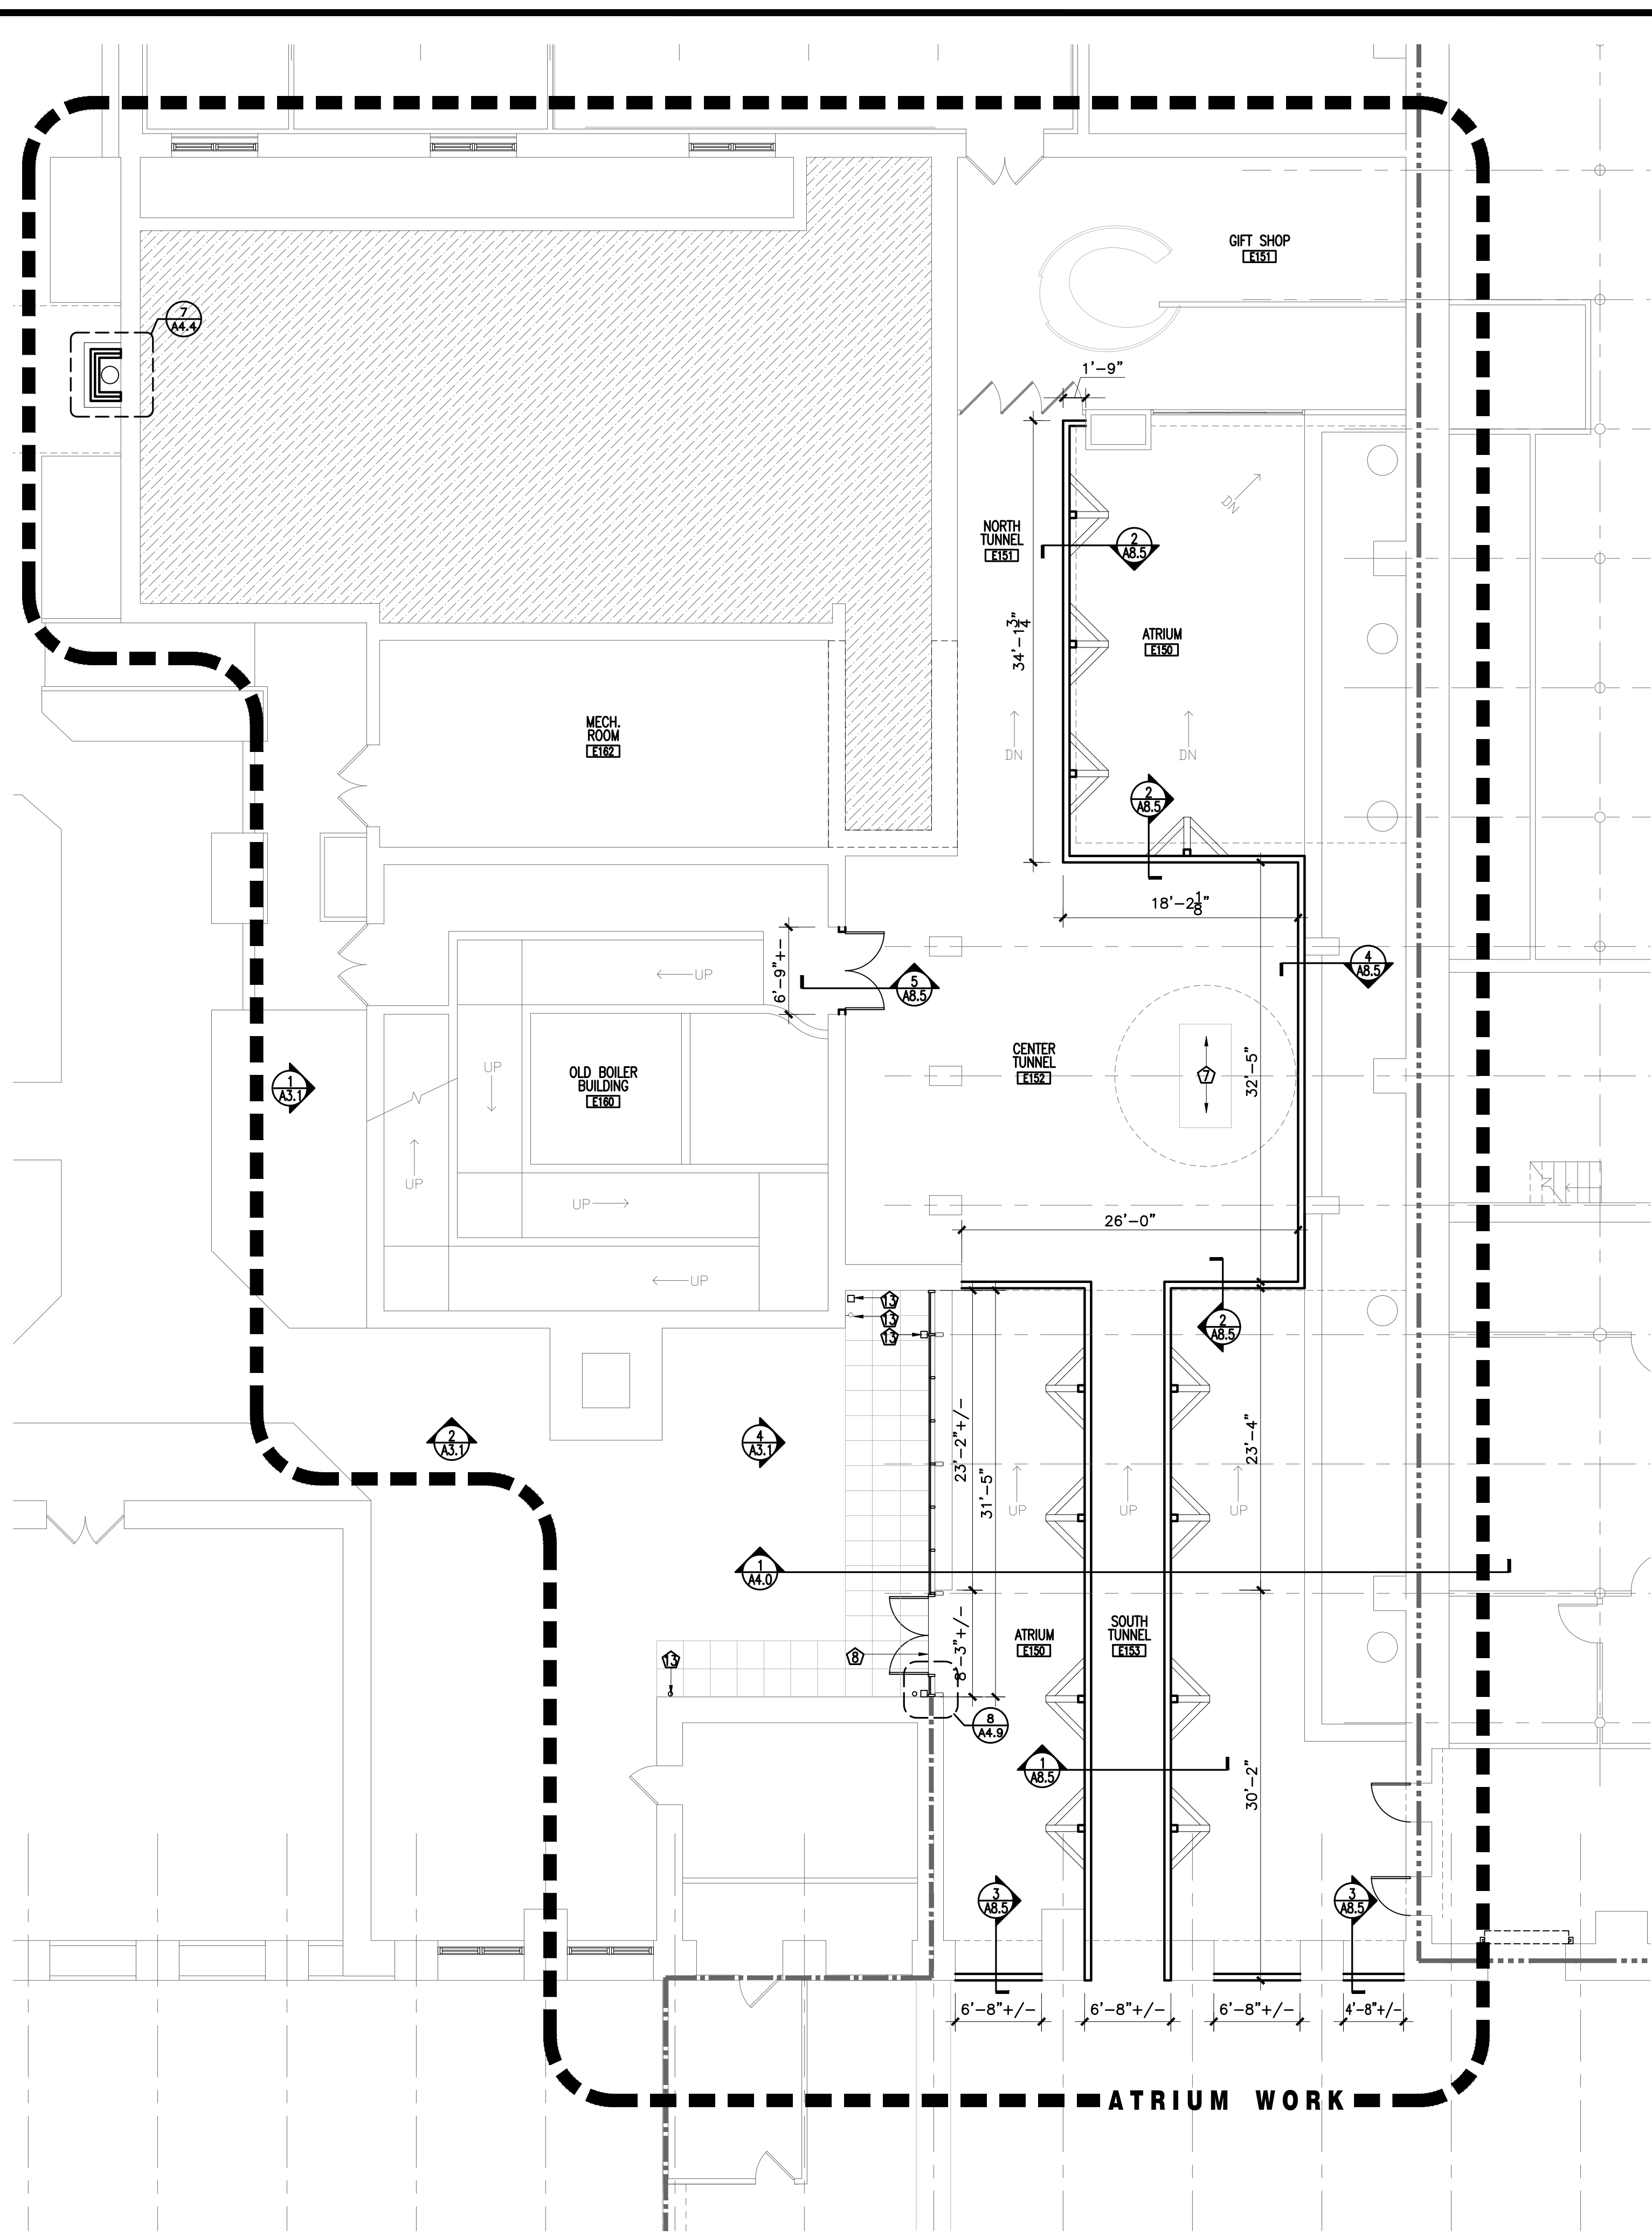 GIFT SHOP
E151
7
A4.4
1'-9"
NORTH
TUNNEL
E151
2
A8.5
DN
34'-1 3/4"
ATRIUM
E150
MECH.
ROOM
E162
DN
DN
2
A8.5
18'-2 1/8"
6'-9"+-
UP
5
A8.5
4
A8.5
CENTER
TUNNEL
E152
7
32'-5"
OLD BOILER
BUILDING
E160
UP
1
A3.1
UP
UP
26'-0"
UP
13
13
13
2
A8.5
2
A3.1
4
A3.1
23'-2"+/-
31'-5"
23'-4"
UP
UP
UP
1
A4.0
8'-3"+/-
ATRIUM
E150
SOUTH
TUNNEL
E153
13
8
8
A4.9
1
A8.5
30'-2"
3
A8.5
3
A8.5
6'-8"+/-
6'-8"+/-
6'-8"+/-
4'-8"+/-
ATRIUM WORK